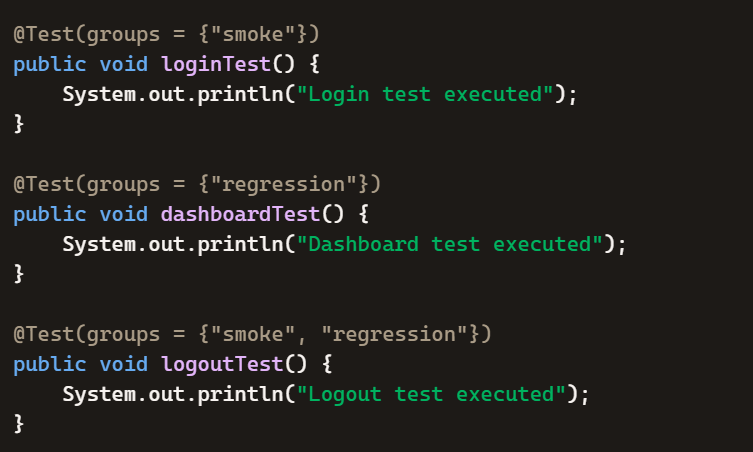 @Test(groups = {"smoke"})
public void loginTest() {
    System.out.println("Login test executed");
}

@Test(groups = {"regression"})
public void dashboardTest() {
    System.out.println("Dashboard test executed");
}

@Test(groups = {"smoke", "regression"})
public void logoutTest() {
    System.out.println("Logout test executed");
}